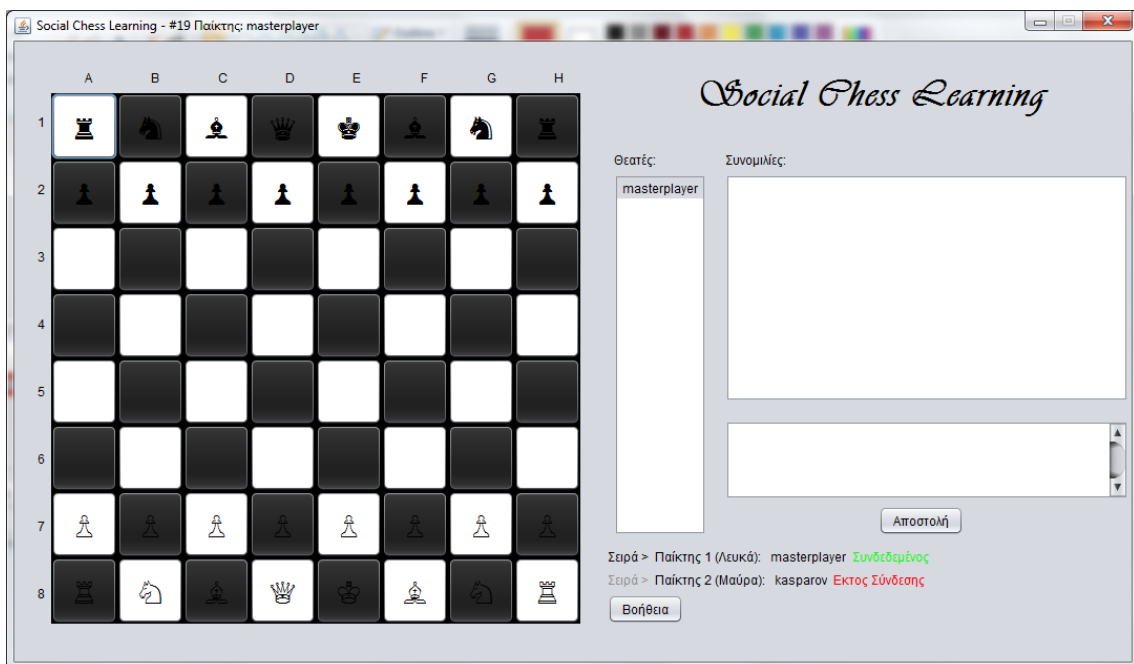 Social Chess Learning - #19 Παίκτης: masterplayer
A B C D E F G H
1
2
3
4
5
6
7
8
Social Chess Learning
Θεατές:
Συνομιλίες:
masterplayer
Αποστολή
Σειρά > Παίκτης 1 (Λευκά): masterplayer Συνδεδεμένος
Σειρά > Παίκτης 2 (Μαύρα): kasparov Εκτος Σύνδεσης
Βοήθεια